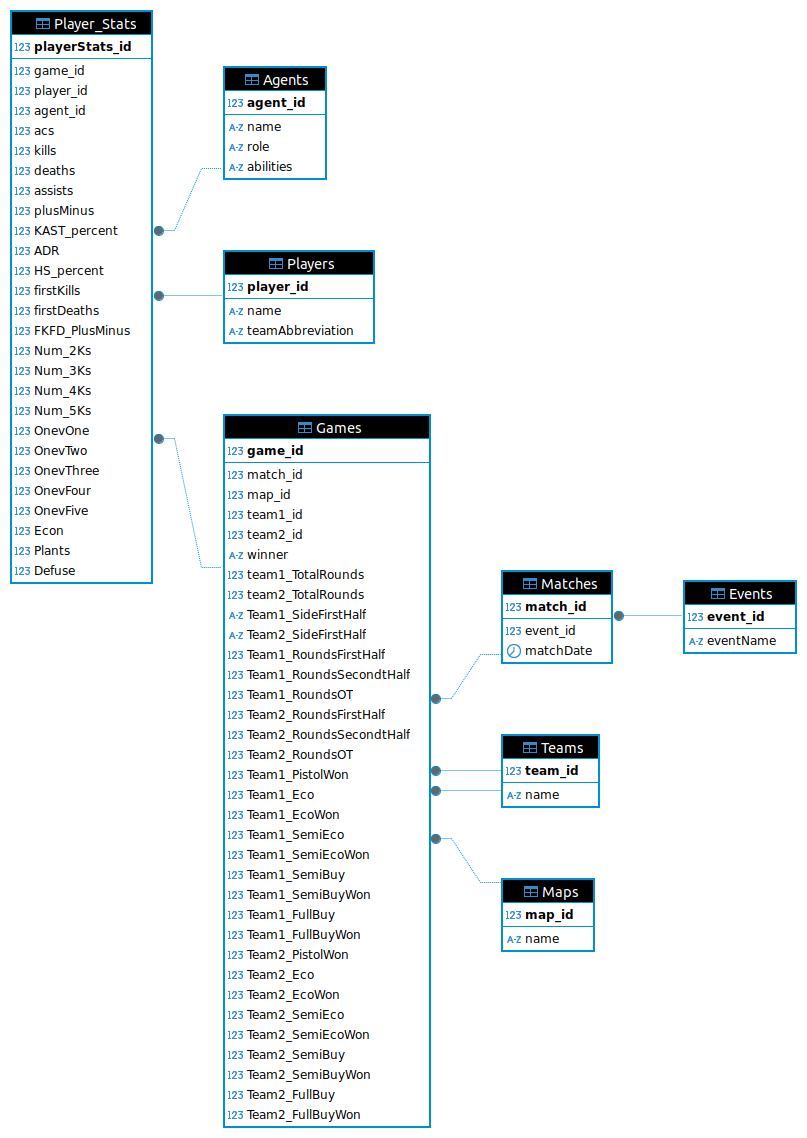 Player_Stats
123 playerStats_id
123 game_id
123 player_id
123 agent_id
123 acs
123 kills
123 deaths
123 assists
123 plusMinus
123 KAST_percent
123 ADR
123 HS_percent
123 firstKills
123 firstDeaths
123 FKFD_PlusMinus
123 Num_2Ks
123 Num_3Ks
123 Num_4Ks
123 Num_5Ks
123 OnevOne
123 OnevTwo
123 OnevThree
123 OnevFour
123 OnevFive
123 Econ
123 Plants
123 Defuse
Agents
123 agent_id
A-Z name
A-Z role
A-Z abilities
Players
123 player_id
A-Z name
A-Z teamAbbreviation
Games
123 game_id
123 match_id
123 map_id
123 team1_id
123 team2_id
A-Z winner
123 team1_TotalRounds
123 team2_TotalRounds
A-Z Team1_SideFirstHalf
A-Z Team2_SideFirstHalf
123 Team1_RoundsFirstHalf
123 Team1_RoundsSecondtHalf
123 Team1_RoundsOT
123 Team2_RoundsFirstHalf
123 Team2_RoundsSecondtHalf
123 Team2_RoundsOT
123 Team1_PistolWon
123 Team1_Eco
123 Team1_EcoWon
123 Team1_SemiEco
123 Team1_SemiEcoWon
123 Team1_SemiBuy
123 Team1_SemiBuyWon
123 Team1_FullBuy
123 Team1_FullBuyWon
123 Team2_PistolWon
123 Team2_Eco
123 Team2_EcoWon
123 Team2_SemiEco
123 Team2_SemiEcoWon
123 Team2_SemiBuy
123 Team2_SemiBuyWon
123 Team2_FullBuy
123 Team2_FullBuyWon
Matches
123 match_id
123 event_id
matchDate
Events
123 event_id
A-Z eventName
Teams
123 team_id
A-Z name
Maps
123 map_id
A-Z name